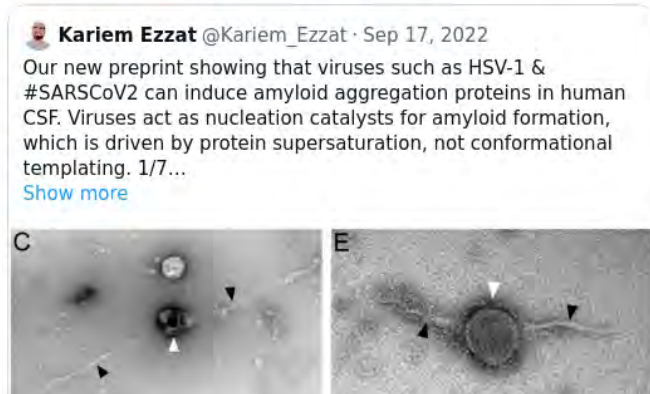 Kariem Ezzat @Kariem_Ezzat · Sep 17, 2022
Our new preprint showing that viruses such as HSV-1 &
#SARSCoV2 can induce amyloid aggregation proteins in human
CSF. Viruses act as nucleation catalysts for amyloid formation,
which is driven by protein supersaturation, not conformational
templating. 1/7...
Show more
C
E